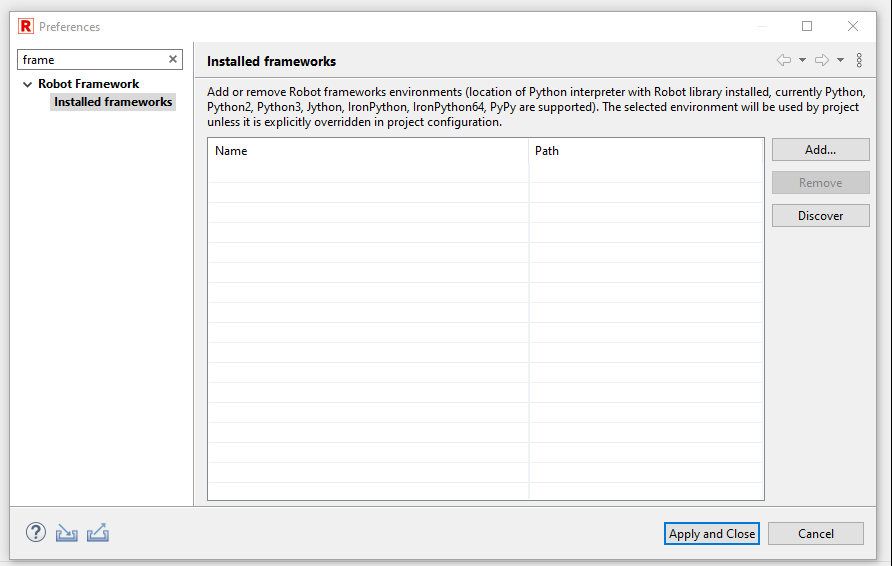 R Preferences
frame
Robot Framework
Installed frameworks
Installed frameworks
Add or remove Robot frameworks environments (location of Python interpreter with Robot library installed, currently Python,
Python2, Python3, Jython, IronPython, IronPython64, PyPy are supported). The selected environment will be used by project
unless it is explicitly overridden in project configuration.
Name Path
Add...
Remove
Discover
? Apply and Close Cancel